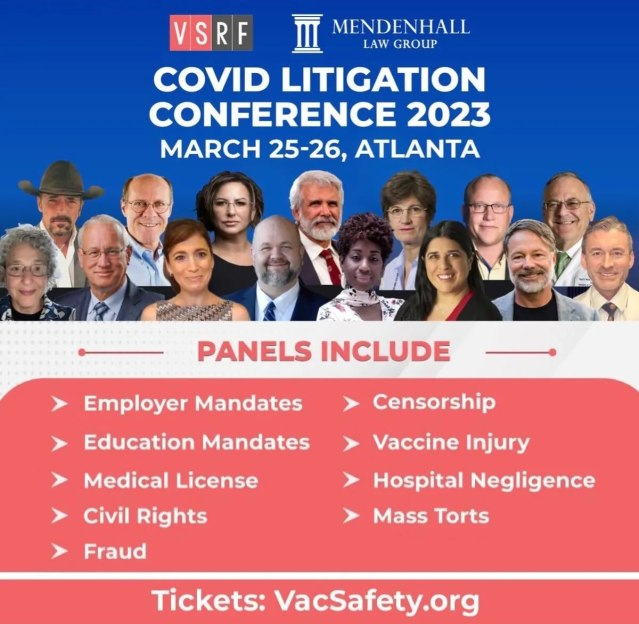 VSRF
MENDENHALL
LAW GROUP
COVID LITIGATION
CONFERENCE 2023
MARCH 25-26, ATLANTA
PANELS INCLUDE
➤ Employer Mandates
➤ Education Mandates
➤ Medical License
➤ Civil Rights
➤ Fraud
➤ Censorship
➤ Vaccine Injury
➤ Hospital Negligence
➤ Mass Torts
Tickets: VacSafety.org